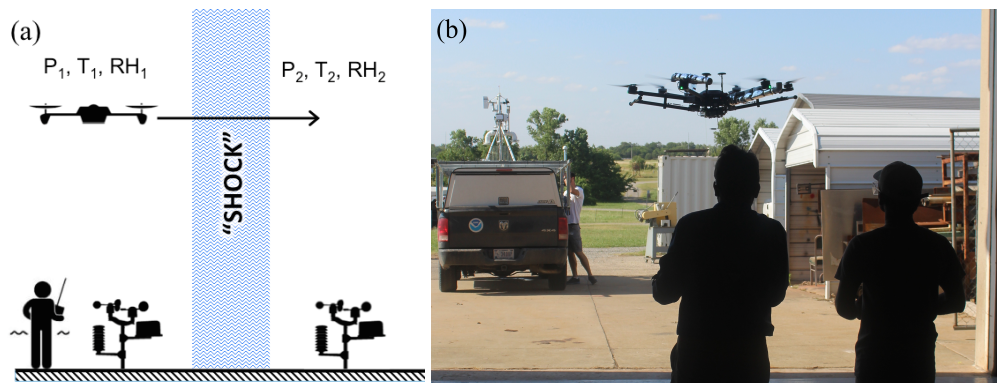 (a)
P₁, T₁, RH₁
P₂, T₂, RH₂
“SHOCK”
(b)